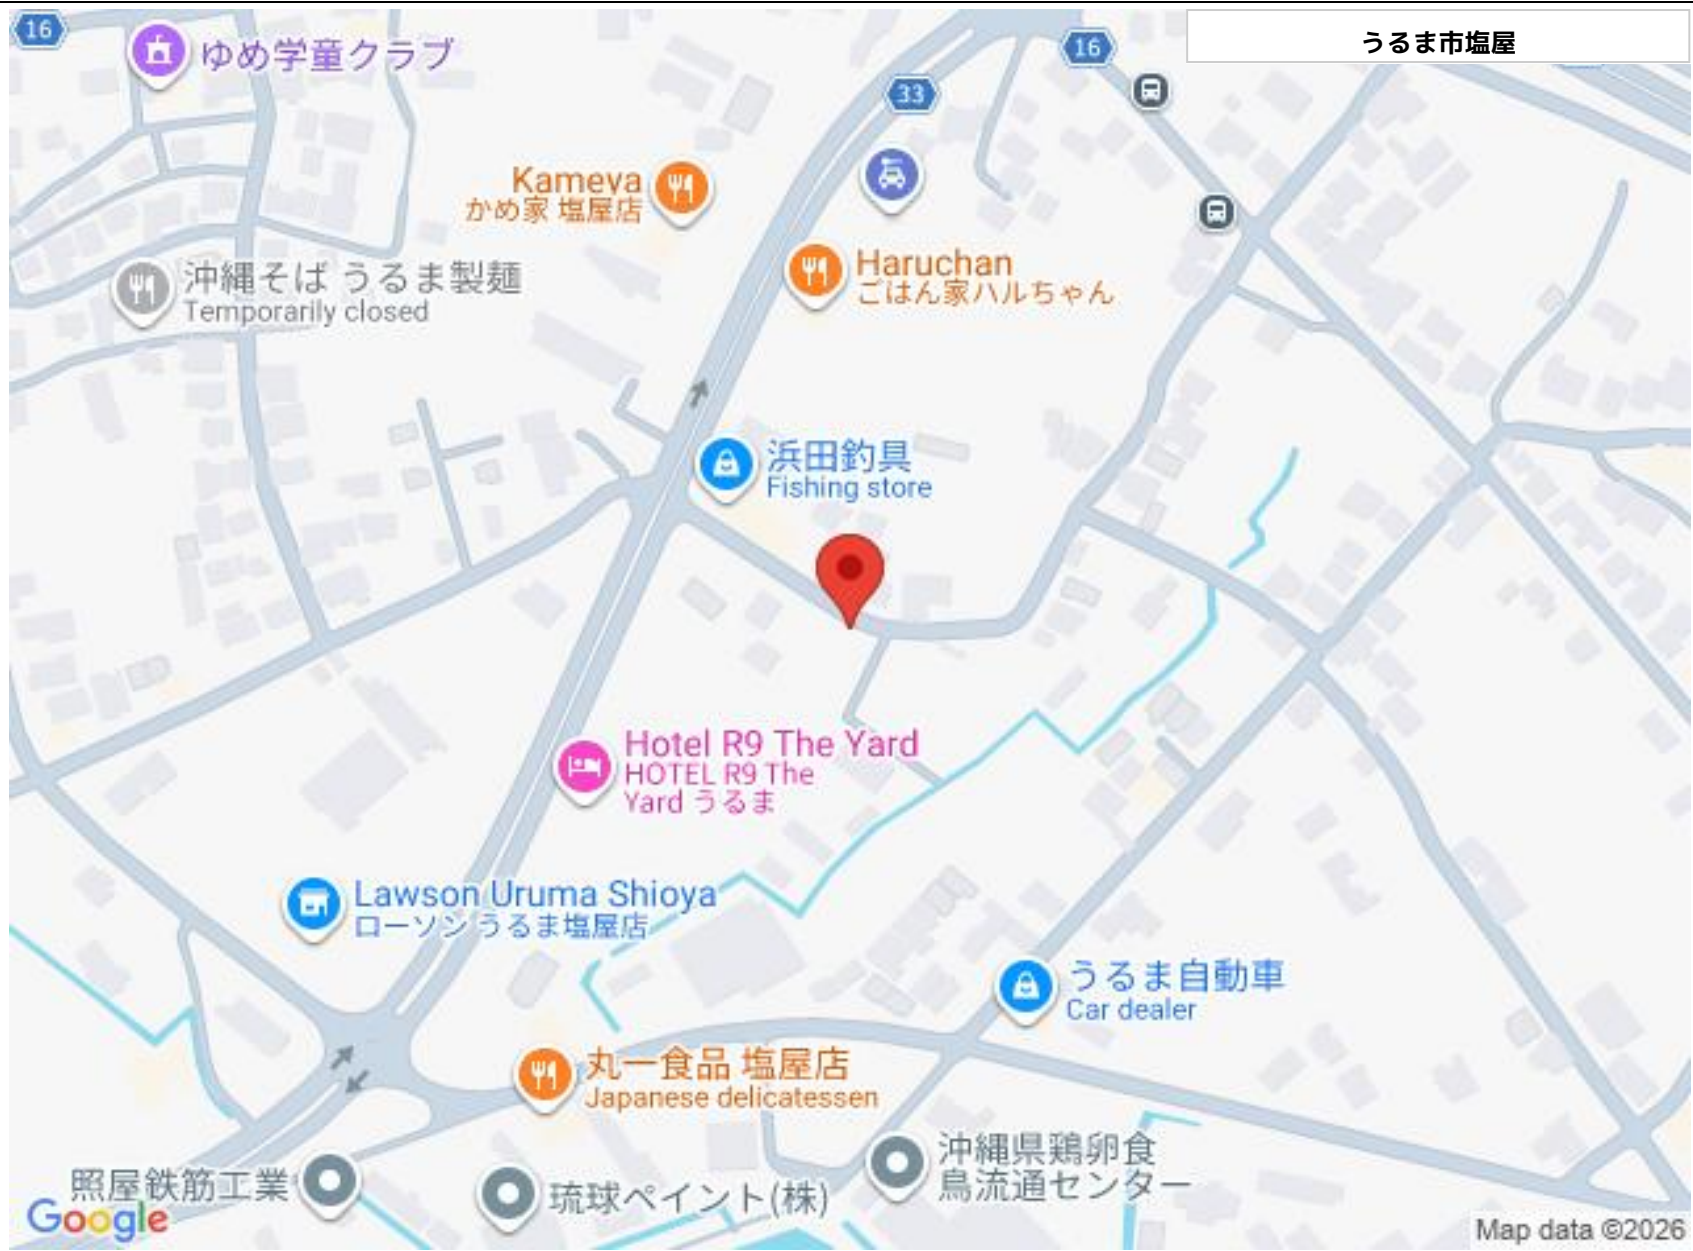 16
ゆめ学童クラブ
16
うるま市塩屋
33
Kameya
かめ家 塩屋店
Haruchan
ごはん家ハルちゃん
沖縄そば うるま製麺
Temporarily closed
浜田釣具
Fishing store
Hotel R9 The Yard
HOTEL R9 The
Yard うるま
Lawson Uruma Shioya
ローソン うるま塩屋店
うるま自動車
Car dealer
丸一食品 塩屋店
Japanese delicatessen
沖縄県鶏卵食
鳥流通センター
照屋鉄筋工業
琉球ペイント(株)
Google
Map data ©2026